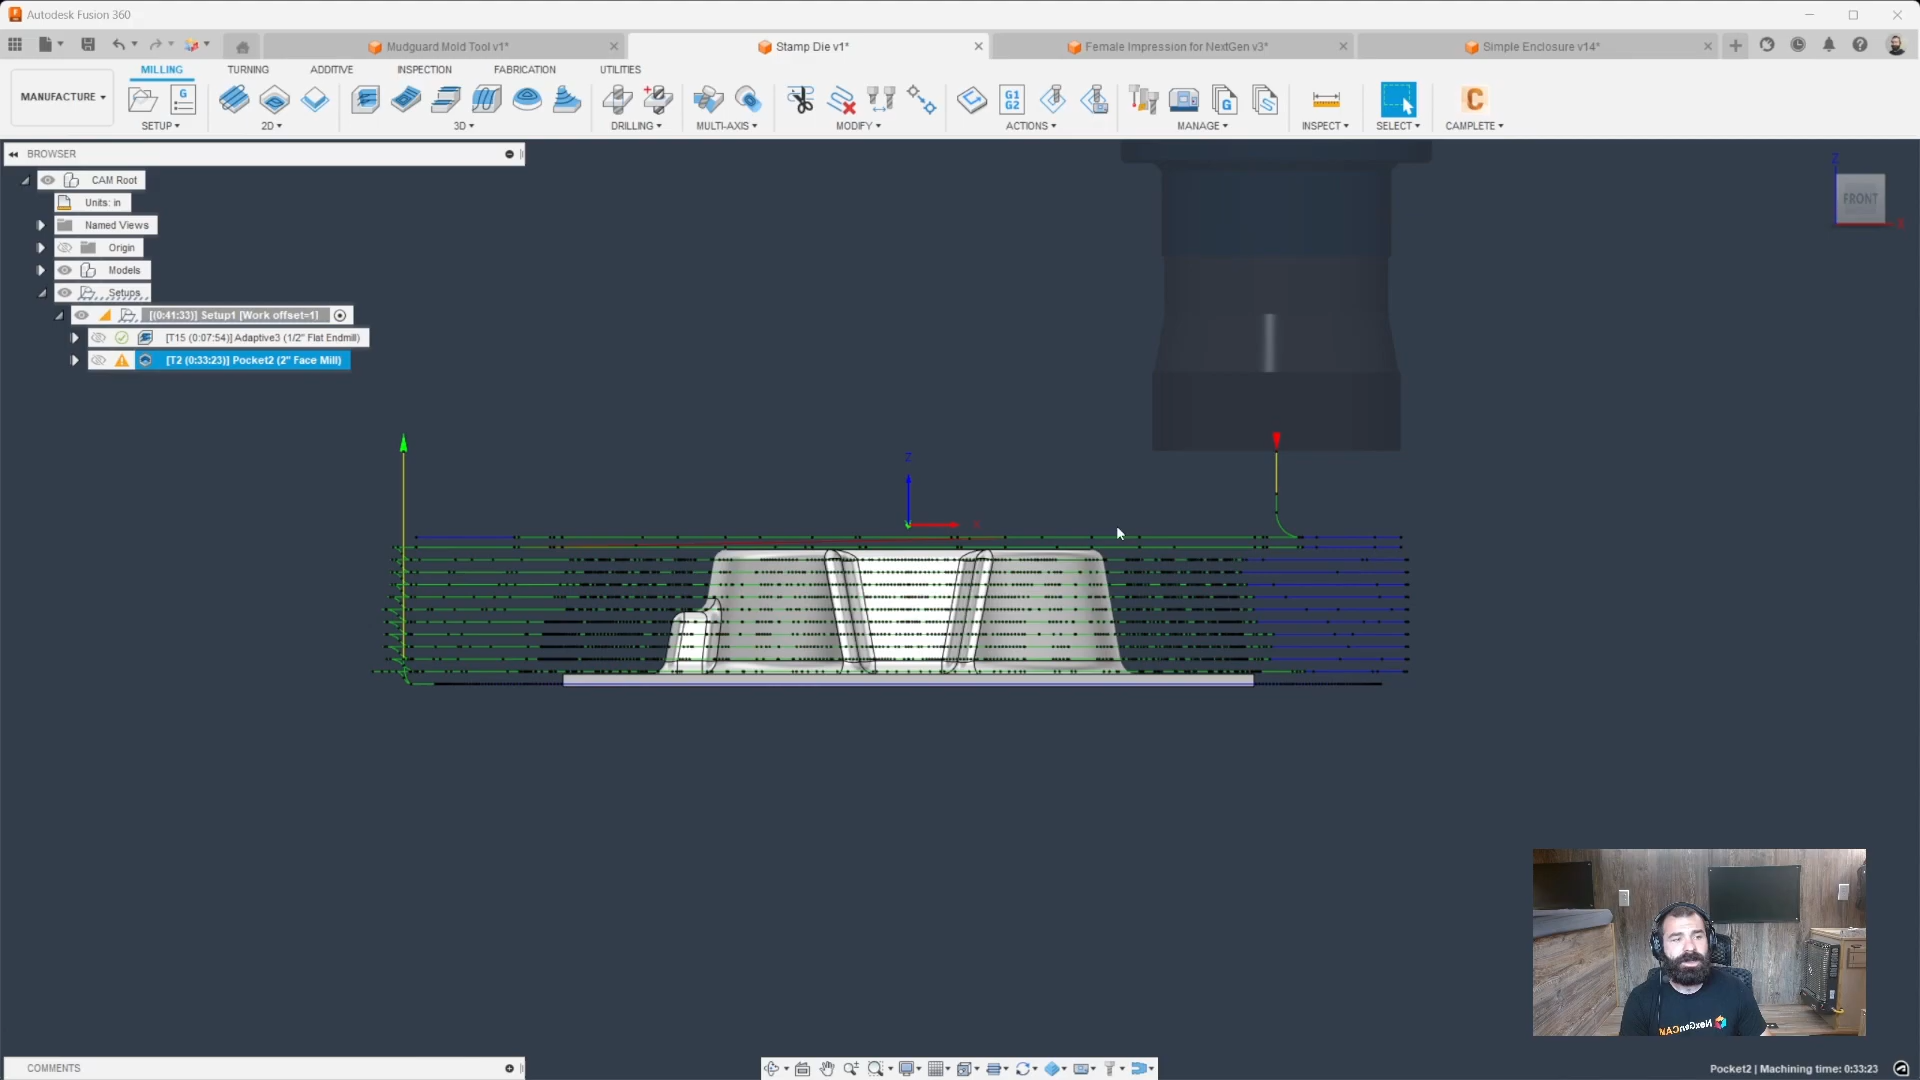 Autodesk Fusion 360
Mudguard Mold Tool v1*
Stamp Die v1*
Female Impression for NextGen v3*
Simple Enclosure v14*
MANUFACTURE
MILLING
TURNING
ADDITIVE
INSPECTION
FABRICATION
UTILITIES
G
G1
G2
G
C
SETUP
2D
3D
DRILLING
MULTI-AXIS
MODIFY
ACTIONS
MANAGE
INSPECT
SELECT
CAMPLETE
BROWSER
CAM Root
Units: in
Named Views
Origin
Models
Setups
[(0:41:33)] Setup1 [Work offset=1]
[T15 (0:07:54)] Adaptive3 (1/2" Flat Endmill)
[T2 (0:33:23)] Pocket2 (2" Face Mill)
Z
FRONT
X
Z
X
NexGenCAM
COMMENTS
Pocket2 | Machining time: 0:33:23